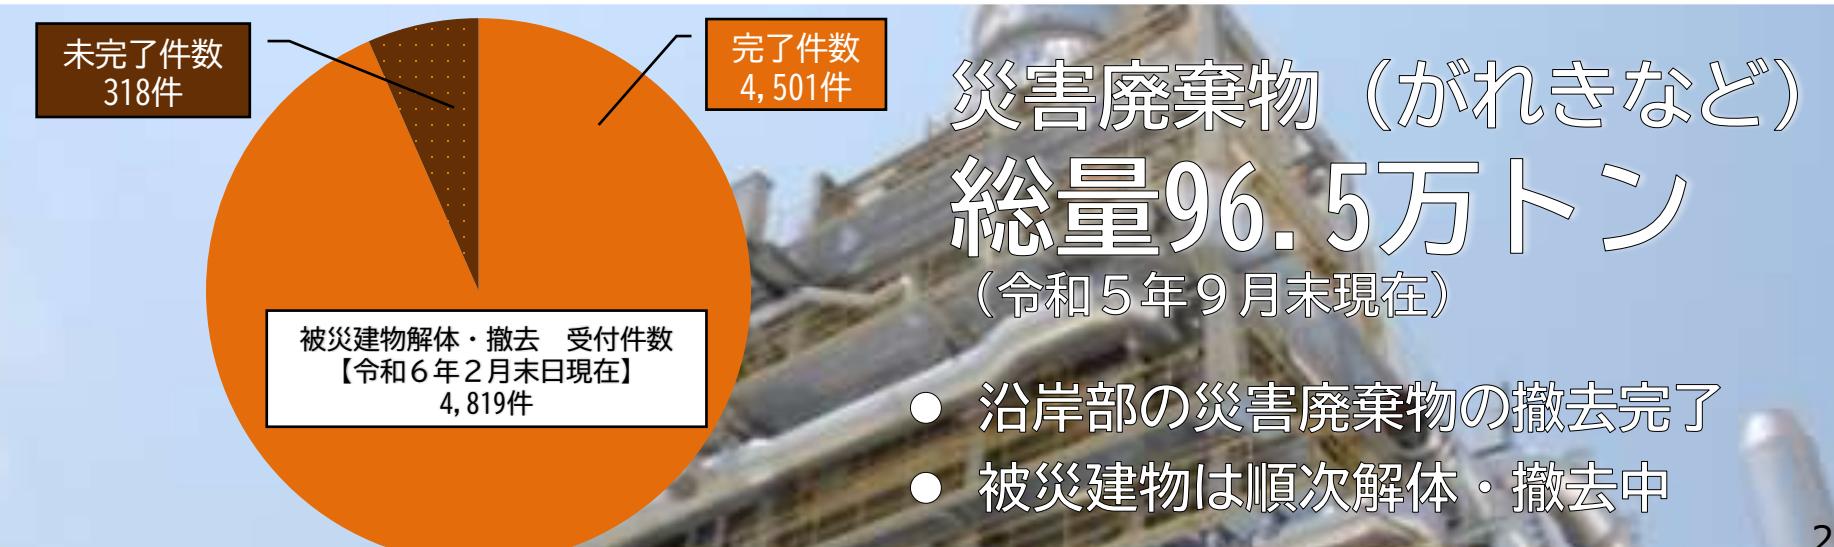 未完了件数
318件
完了件数
4,501件
被災建物解体・撤去　受付件数
【令和６年２月末日現在】
4,819件
災害廃棄物（がれきなど）
総量96.5万トン
（令和５年９月末現在）
● 沿岸部の災害廃棄物の撤去完了
● 被災建物は順次解体・撤去中
2